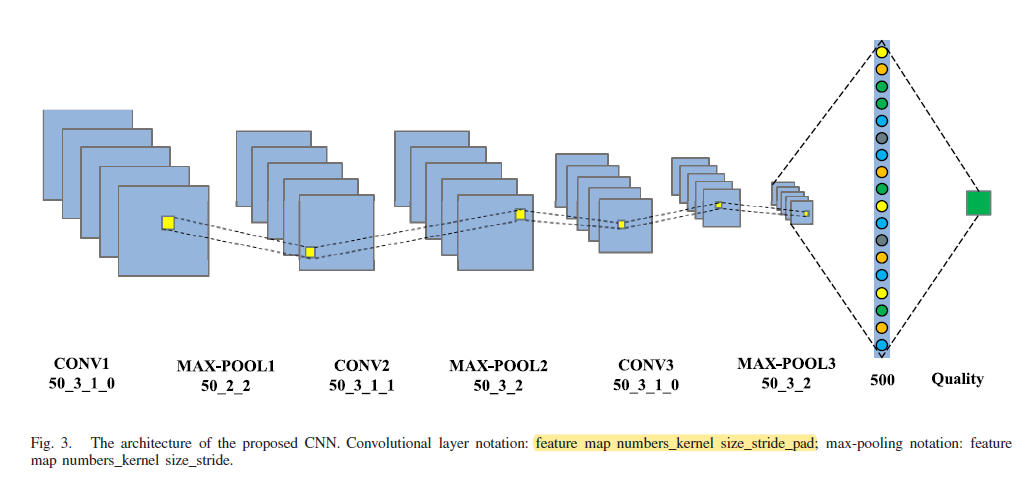 CONV1
50_3_1_0
MAX-POOL1
50_2_2
CONV2
50_3_1_1
MAX-POOL2
50_3_2
CONV3
50_3_1_0
MAX-POOL3
50_3_2
500
Quality
Fig. 3. The architecture of the proposed CNN. Convolutional layer notation: feature map numbers_kernel size_stride_pad; max-pooling notation: feature
map numbers_kernel size_stride.